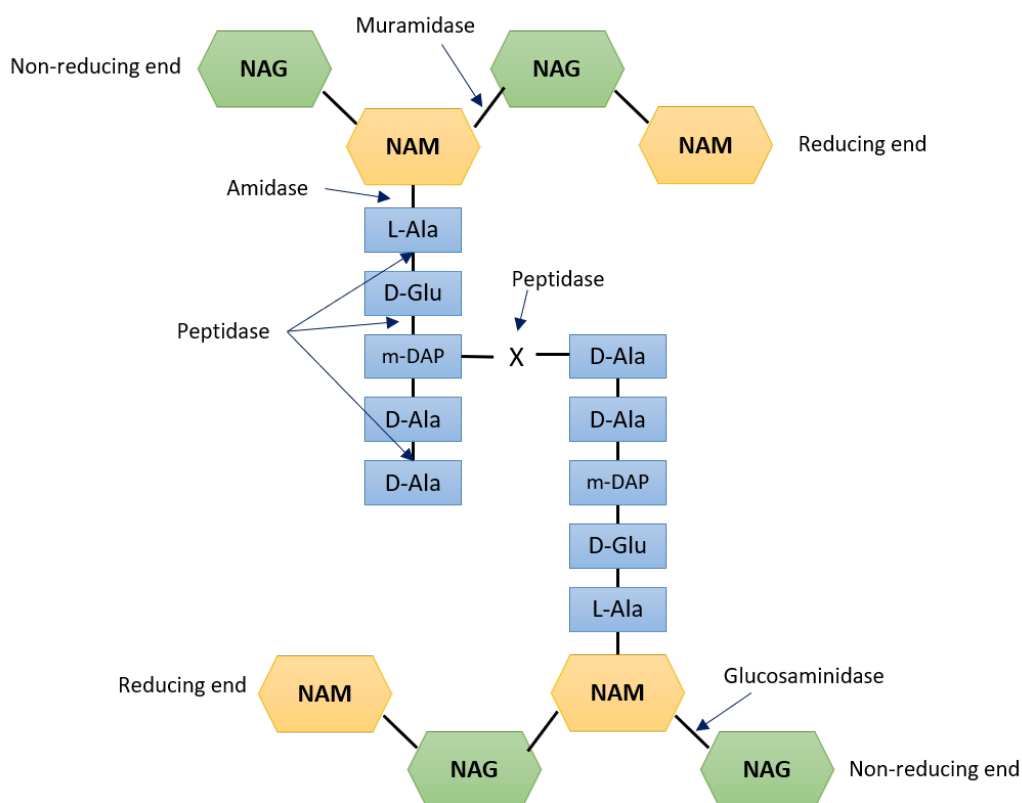 Muramidase
Non-reducing end
NAG
NAG
NAM
NAM
Reducing end
Amidase
L-Ala
D-Glu
Peptidase
Peptidase
m-DAP
X
D-Ala
D-Ala
D-Ala
D-Ala
m-DAP
D-Glu
L-Ala
Reducing end
NAM
NAM
Glucosaminidase
NAG
NAG
Non-reducing end